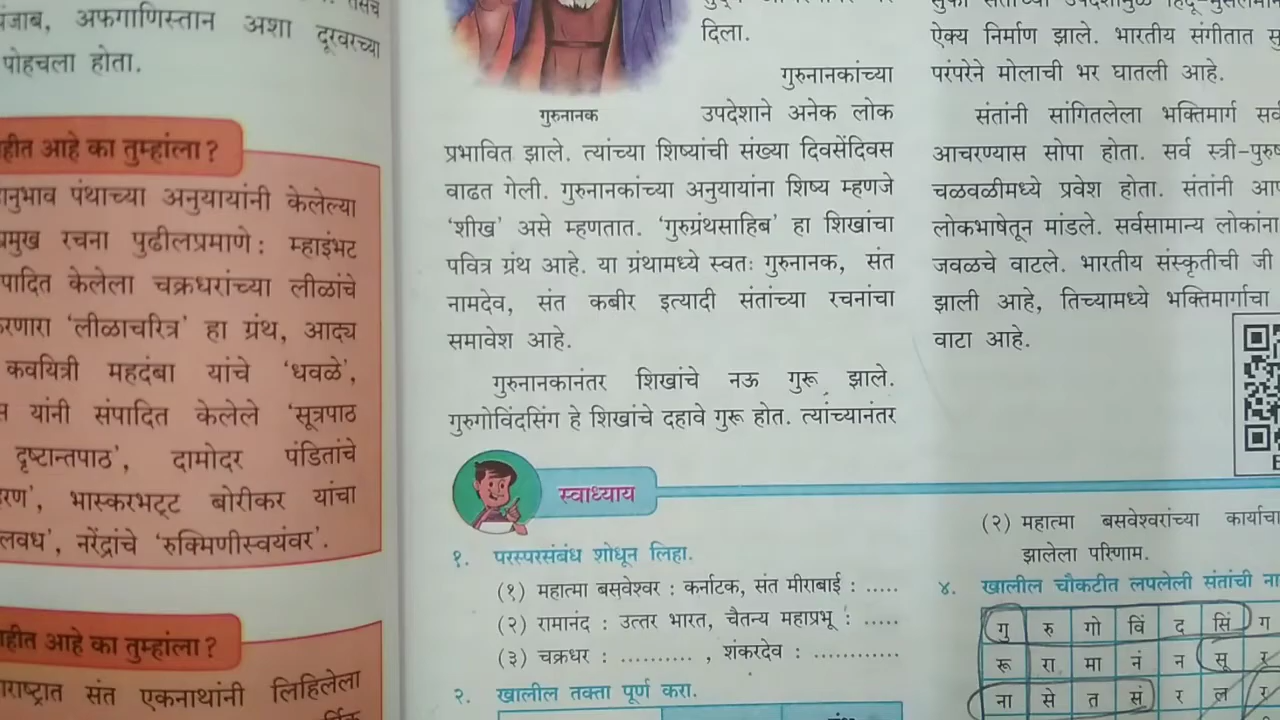 तसेच
पंजाब, अफगाणिस्तान अशा दूरवरच्या
पोहचला होता.
आहे का तुम्हांला ?
पंथाच्या अनुयायांनी केलेल्या
प्रमुख रचना पुढीलप्रमाणे : म्हाइंभट
केलेला चक्रधरांच्या लीळांचे
'लीळाचरित्र' हा ग्रंथ, आद्य
कवयित्री महदंबा यांचे 'धवळे',
यांनी संपादित केलेले 'सूत्रपाठ
दृष्टान्तपाठ', दामोदर पंडितांचे
भास्करभट्ट बोरीकर यांचा
नरेंद्रांचे 'रुक्मिणीस्वयंवर'.
आहे का तुम्हांला ?
संत एकनाथांनी लिहिलेला
दिला.
गुरुनानक
गुरुनानकांच्या
उपदेशाने अनेक लोक
प्रभावित झाले. त्यांच्या शिष्यांची संख्या दिवसेंदिवस
वाढत गेली. गुरुनानकांच्या अनुयायांना शिष्य म्हणजे
'शीख' असे म्हणतात. 'गुरुग्रंथसाहिब' हा शिखांचा
पवित्र ग्रंथ आहे. या ग्रंथामध्ये स्वतः गुरुनानक, संत
नामदेव, संत कबीर इत्यादी संतांच्या रचनांचा
समावेश आहे.
गुरुनानकानंतर शिखांचे नऊ गुरू झाले.
गुरुगोविंदसिंग हे शिखांचे दहावे गुरू होत. त्यांच्यानंतर
ऐक्य निर्माण झाले. भारतीय संगीतात
परंपरेने मोलाची भर घातली आहे.
संतांनी सांगितलेला भक्तिमार्ग
आचरण्यास सोपा होता. सर्व स्त्री-पुरुष
चळवळीमध्ये प्रवेश होता. संतांनी
लोकभाषेतून मांडले. सर्वसामान्य लोकांना
जवळचे वाटले. भारतीय संस्कृतीची जी
झाली आहे, तिच्यामध्ये भक्तिमार्गाचा
वाटा आहे.
स्वाध्याय
१. परस्परसंबंध शोधून लिहा.
(१) महात्मा बसवेश्वर : कर्नाटक, संत मीराबाई : .....
(२) रामानंद : उत्तर भारत, चैतन्य महाप्रभू : .....
(३) चक्रधर : .......... , शंकरदेव : ............
२. खालील तक्ता पूर्ण करा.
(२) महात्मा बसवेश्वरांच्या कार्याचा
झालेला परिणाम.
४. खालील चौकटीत लपलेली संतांची
गु रु गो विं द सिं ग
रू रा मा नं न सू र
ना से त सं र ल र